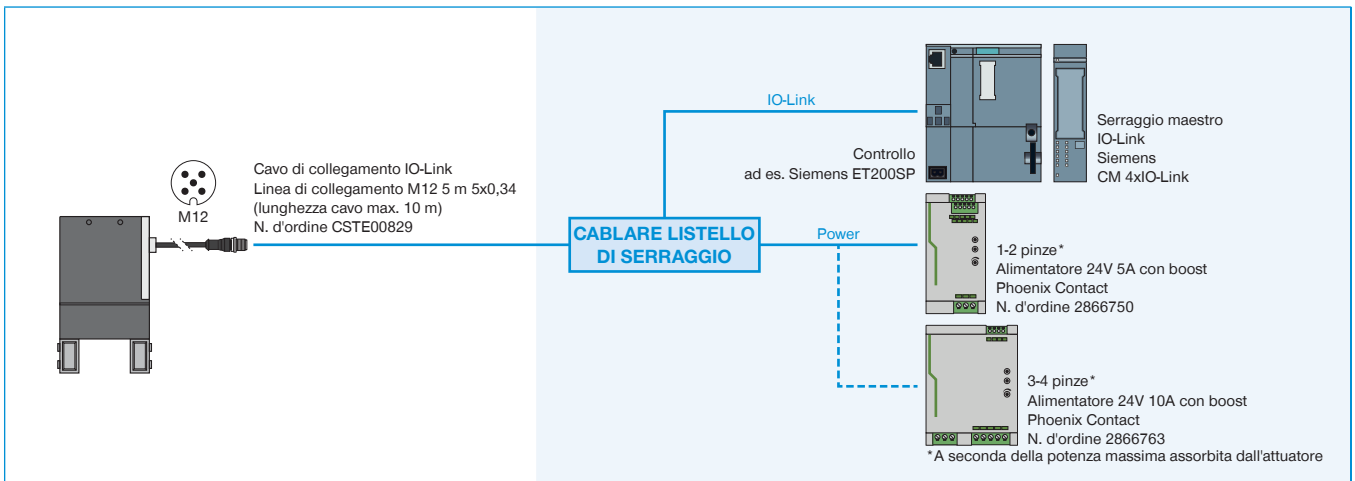 M12
Cavo di collegamento IO-Link
Linea di collegamento M12 5 m 5x0,34
(lunghezza cavo max. 10 m)
N. d'ordine CSTE00829
CABLARE LISTELLO
DI SERRAGGIO
IO-Link
Controllo
ad es. Siemens ET200SP
Serraggio maestro
IO-Link
Siemens
CM 4xIO-Link
Power
1-2 pinze*
Alimentatore 24V 5A con boost
Phoenix Contact
N. d'ordine 2866750
3-4 pinze*
Alimentatore 24V 10A con boost
Phoenix Contact
N. d'ordine 2866763
*A seconda della potenza massima assorbita dall'attuatore